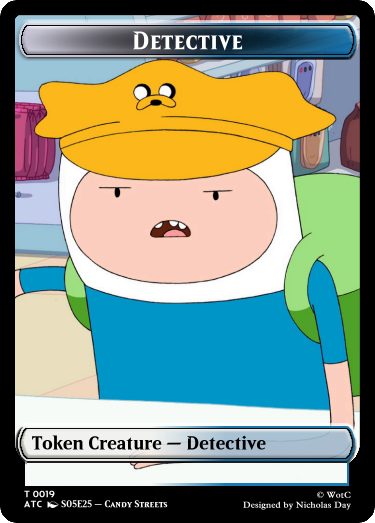 DETECTIVE
Token Creature — Detective
T 0019
ATC S05E25 — CANDY STREETS
© WotC
Designed by Nicholas Day